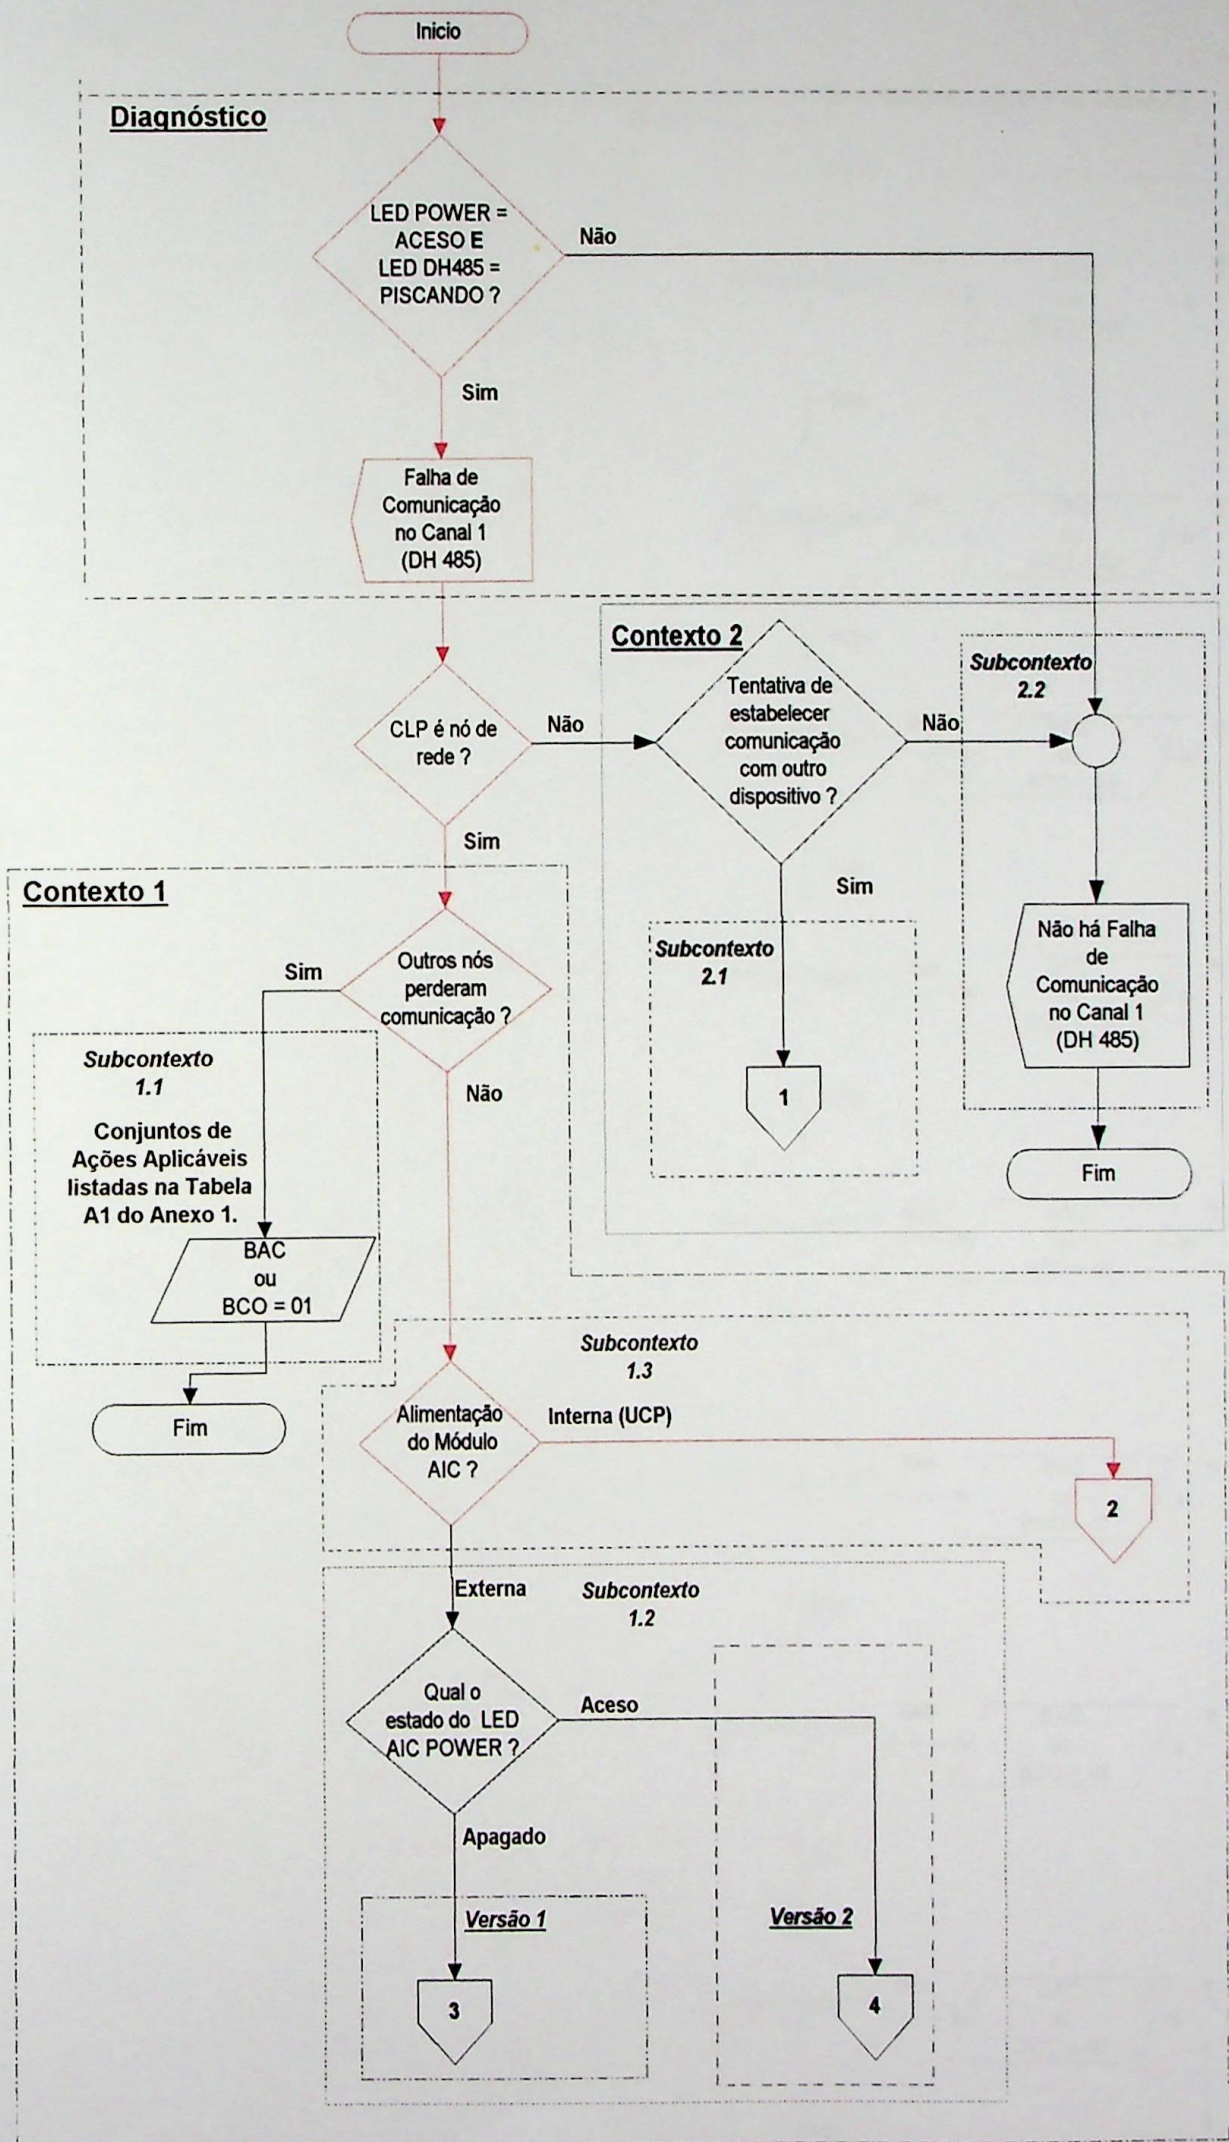 Inicio
Diagnóstico
LED POWER =
ACESO E
LED DH485 =
PISCANDO ?
Não
Sim
Falha de
Comunicação
no Canal 1
(DH 485)
CLP é nó de
rede ?
Não
Sim
Contexto 2
Tentativa de
estabelecer
comunicação
com outro
dispositivo ?
Não
Sim
Subcontexto
2.2
Não há Falha
de
Comunicação
no Canal 1
(DH 485)
Fim
Subcontexto
2.1
1
Contexto 1
Outros nós
perderam
comunicação ?
Sim
Não
Subcontexto
1.1
Conjuntos de
Ações Aplicáveis
listadas na Tabela
A1 do Anexo 1.
BAC
ou
BCO = 01
Fim
Subcontexto
1.3
Alimentação
do Módulo
AIC ?
Interna (UCP)
2
Externa
Subcontexto
1.2
Qual o
estado do LED
AIC POWER ?
Aceso
Apagado
Versão 1
3
Versão 2
4